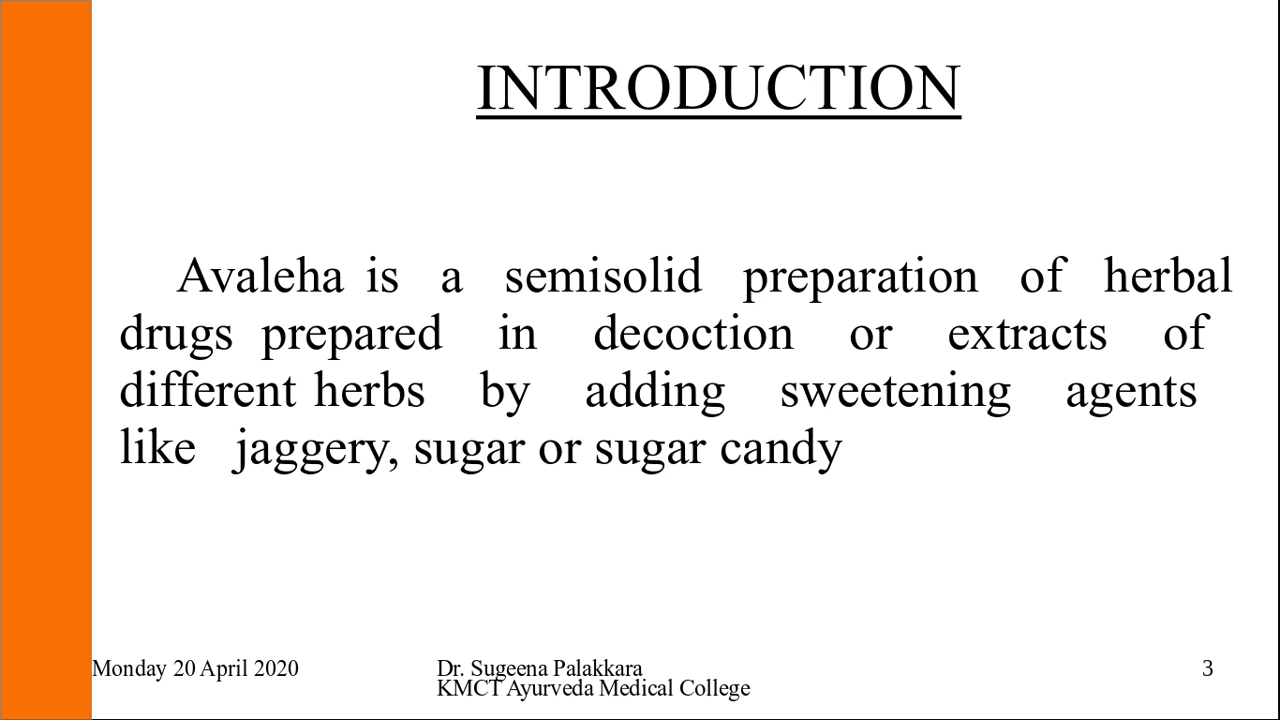 INTRODUCTION
Avaleha is a semisolid preparation of herbal
drugs prepared in decoction or extracts of
different herbs by adding sweetening agents
like jaggery, sugar or sugar candy
Monday 20 April 2020
Dr. Sugeena Palakkara
KMCT Ayurveda Medical College
3